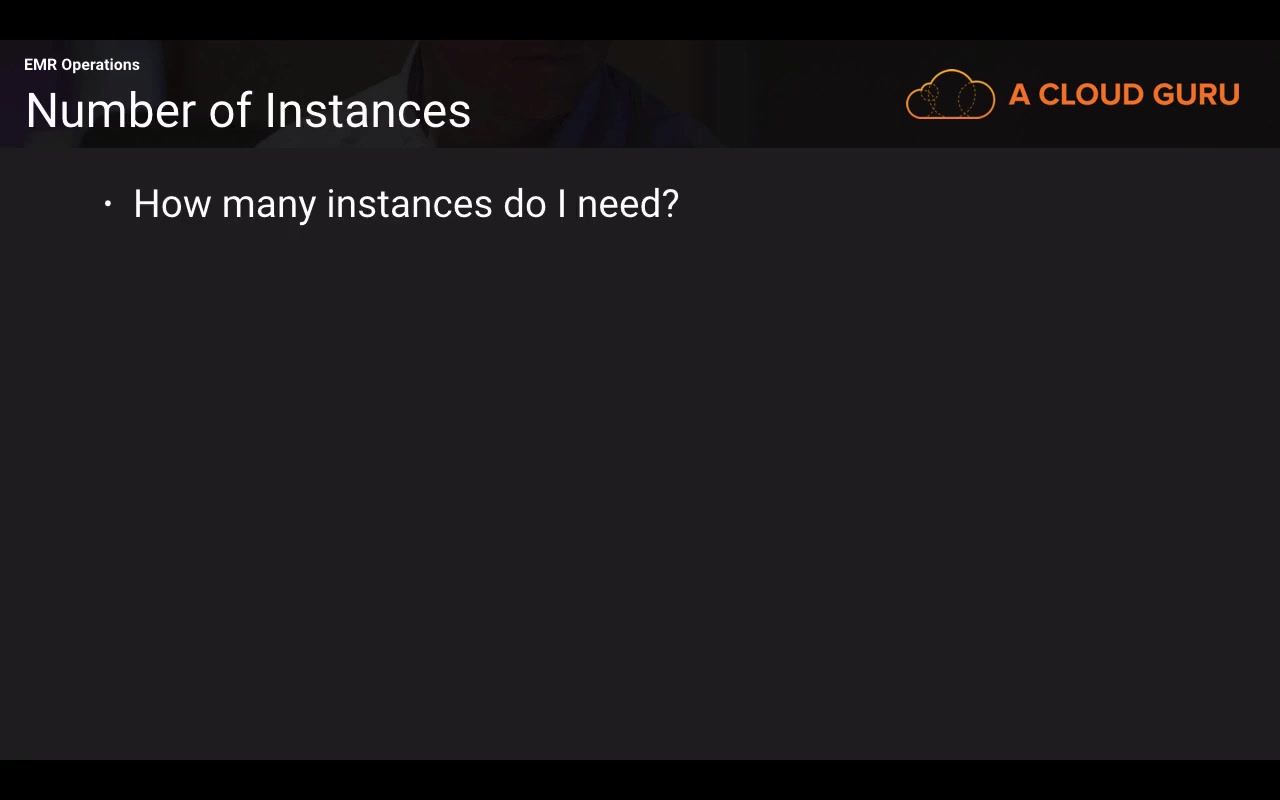 EMR Operations
Number of Instances
A CLOUD GURU
• How many instances do I need?